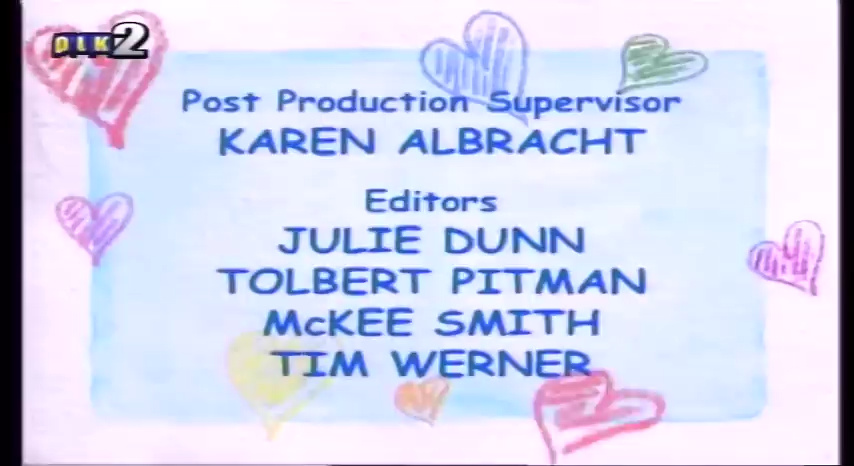 ΔΙΚ2
Post Production Supervisor
KAREN ALBRACHT
Editors
JULIE DUNN
TOLBERT PITMAN
McKEE SMITH
TIM WERNER